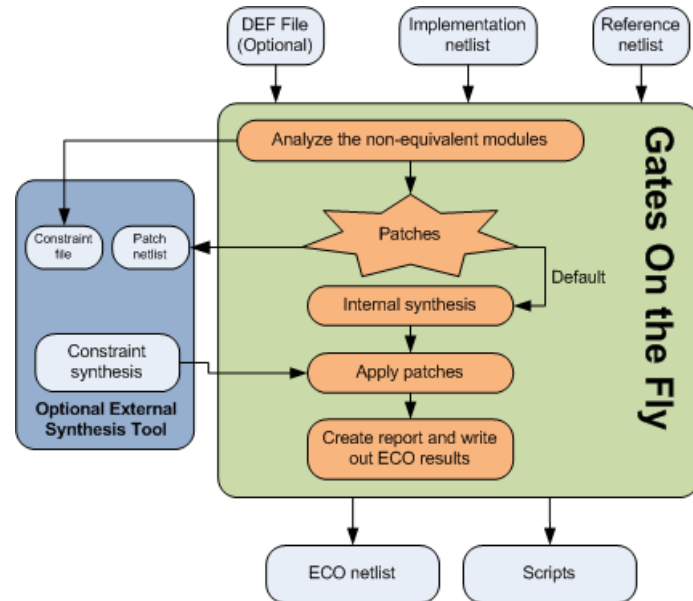 DEF File
(Optional)
Implementation
netlist
Reference
netlist
Analyze the non-equivalent modules
Gates On the Fly
Patches
Constraint
file
Patch
netlist
Default
Internal synthesis
Constraint
synthesis
Apply patches
Optional External
Synthesis Tool
Create report and write
out ECO results
ECO netlist
Scripts